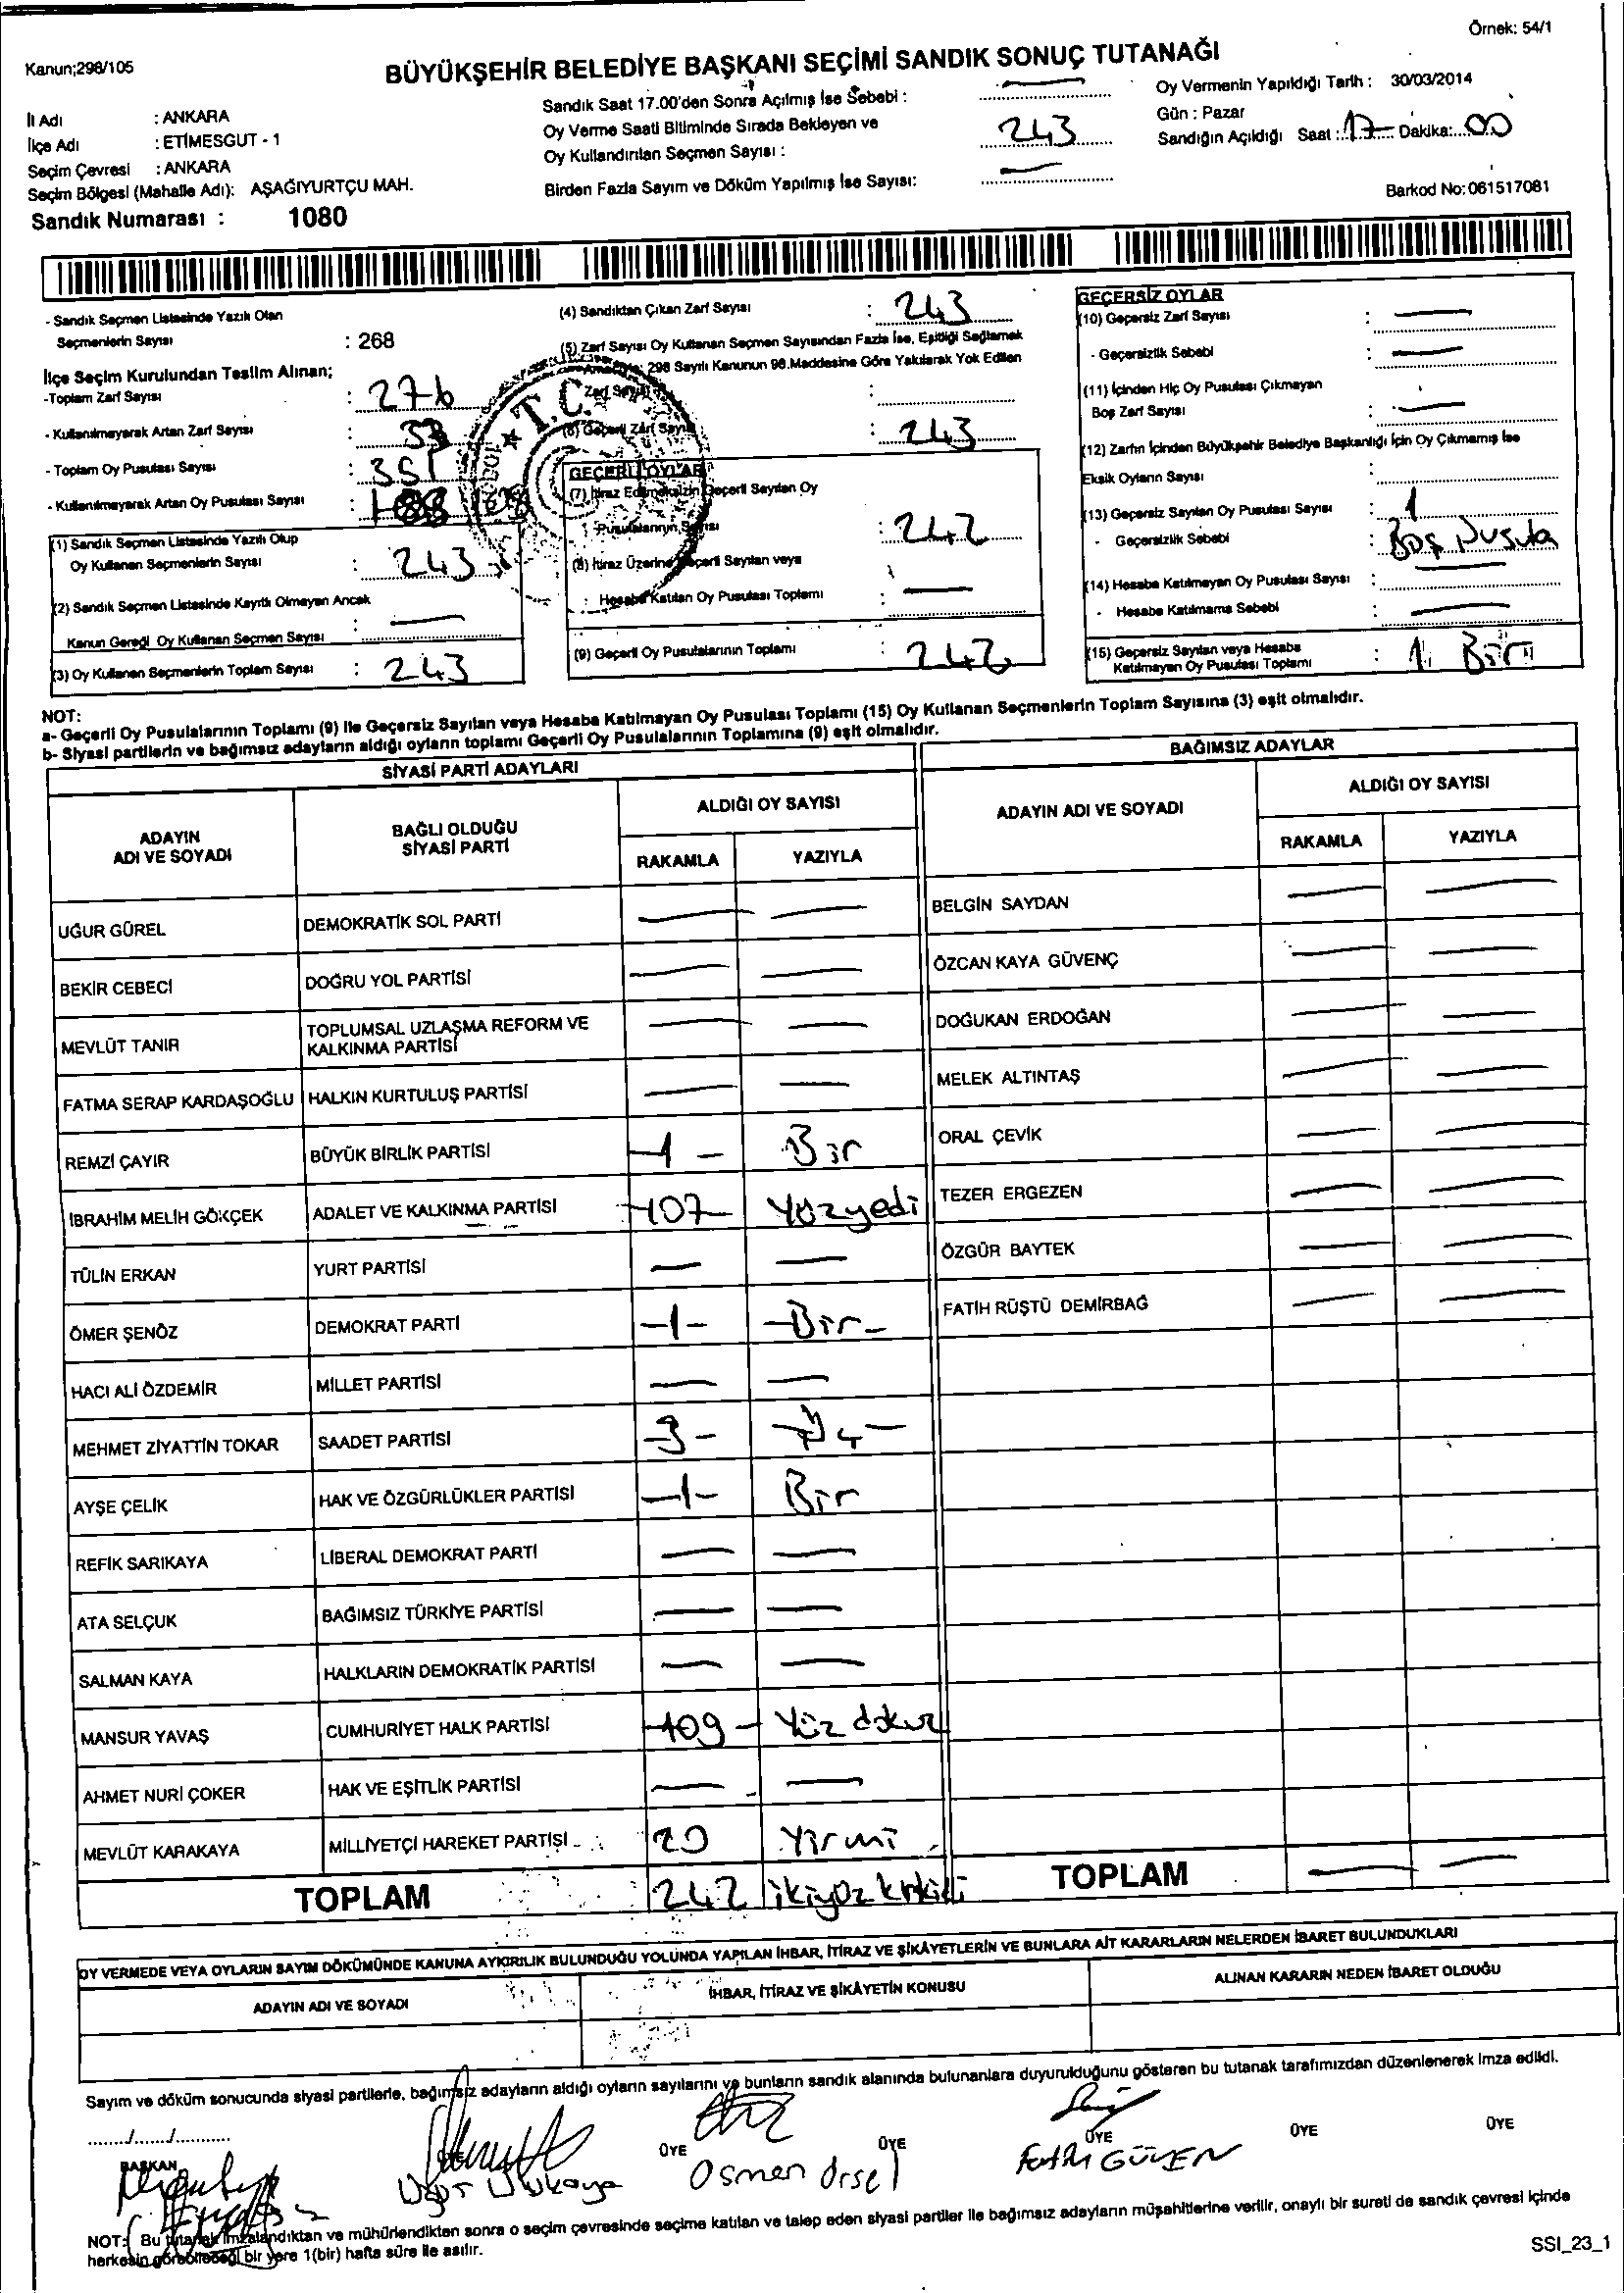 Örnek: 54/1
Kanun;298/105
BÜYÜKŞEHİR BELEDİYE BAŞKANI SEÇİMİ SANDIK SONUÇ TUTANAĞI
İl Adı : ANKARA
İlçe Adı : ETİMESGUT - 1
Seçim Çevresi : ANKARA
Seçim Bölgesi (Mahalle Adı): AŞAĞIYURTÇU MAH.
Sandık Numarası : 1080
Sandık Saat 17.00'den Sonra Açılmış İse Sebebi :
Oy Verme Saati Bitiminde Sırada Bekleyen ve
Oy Kullandırılan Seçmen Sayısı : 243
Birden Fazla Sayım ve Döküm Yapılmış İse Sayısı:
Oy Vermenin Yapıldığı Tarih : 30/03/2014
Gün : Pazar
Sandığın Açıldığı Saat : 17 Dakika: 00
Barkod No: 061517081
- Sandık Seçmen Listesinde Yazılı Olan
Seçmenlerin Sayısı : 268
İlçe Seçim Kurulundan Teslim Alınan;
-Toplam Zarf Sayısı : 276
- Kullanılmayarak Artan Zarf Sayısı : 33
- Toplam Oy Pusulası Sayısı : 351
- Kullanılmayarak Artan Oy Pusulası Sayısı :
(1) Sandık Seçmen Listesinde Yazılı Olup
Oy Kullanan Seçmenlerin Sayısı : 243
(2) Sandık Seçmen Listesinde Kayıtlı Olmayan Ancak
Kanun Gereği Oy Kullanan Seçmen Sayısı :
(3) Oy Kullanan Seçmenlerin Toplam Sayısı : 243
(4) Sandıktan Çıkan Zarf Sayısı : 243
(5) Zarf Sayısı Oy Kullanan Seçmen Sayısından Fazla İse, Eşitliği Sağlamak
Amacıyla; 298 Sayılı Kanunun 98.Maddesine Göre Yakılarak Yok Edilen
Zarf Sayısı :
T.C.
(6) Geçerli Zarf Sayısı : 243
GEÇERLİ OYLAR
(7) İtiraz Edilmeksizin Geçerli Sayılan Oy
Pusulalarının Sayısı : 242
(8) İtiraz Üzerine Geçerli Sayılan veya
Hesaba Katılan Oy Pusulası Toplamı :
(9) Geçerli Oy Pusulalarının Toplamı : 242
GEÇERSİZ OYLAR
(10) Geçersiz Zarf Sayısı :
- Geçersizlik Sebebi :
(11) İçinden Hiç Oy Pusulası Çıkmayan
Boş Zarf Sayısı :
(12) Zarfın İçinden Büyükşehir Belediye Başkanlığı İçin Oy Çıkmamış İse
Eksik Oyların Sayısı :
(13) Geçersiz Sayılan Oy Pusulası Sayısı : 1
- Geçersizlik Sebebi : Boş Pusula
(14) Hesaba Katılmayan Oy Pusulası Sayısı :
- Hesaba Katılmama Sebebi :
(15) Geçersiz Sayılan veya Hesaba
Katılmayan Oy Pusulası Toplamı : 1 Bir
NOT:
a- Geçerli Oy Pusulalarının Toplamı (9) ile Geçersiz Sayılan veya Hesaba Katılmayan Oy Pusulası Toplamı (15) Oy Kullanan Seçmenlerin Toplam Sayısına (3) eşit olmalıdır.
b- Siyasi partilerin ve bağımsız adayların aldığı oyların toplamı Geçerli Oy Pusulalarının Toplamına (9) eşit olmalıdır.
SİYASİ PARTİ ADAYLARI
ADAYIN ADI VE SOYADI
BAĞLI OLDUĞU SİYASİ PARTİ
ALDIĞI OY SAYISI
RAKAMLA YAZIYLA
UĞUR GÜREL DEMOKRATİK SOL PARTİ
BEKİR CEBECİ DOĞRU YOL PARTİSİ
MEVLÜT TANIR TOPLUMSAL UZLAŞMA REFORM VE KALKINMA PARTİSİ
FATMA SERAP KARDAŞOĞLU HALKIN KURTULUŞ PARTİSİ
REMZİ ÇAYIR BÜYÜK BİRLİK PARTİSİ -1- Bir
İBRAHİM MELİH GÖKÇEK ADALET VE KALKINMA PARTİSİ -107- Yüzyedi
TÜLİN ERKAN YURT PARTİSİ
ÖMER ŞENÖZ DEMOKRAT PARTİ -1- -Bir-
HACI ALİ ÖZDEMİR MİLLET PARTİSİ
MEHMET ZİYATTİN TOKAR SAADET PARTİSİ -3-
AYŞE ÇELİK HAK VE ÖZGÜRLÜKLER PARTİSİ -1- Bir
REFİK SARIKAYA LİBERAL DEMOKRAT PARTİ
ATA SELÇUK BAĞIMSIZ TÜRKİYE PARTİSİ
SALMAN KAYA HALKLARIN DEMOKRATİK PARTİSİ
MANSUR YAVAŞ CUMHURİYET HALK PARTİSİ -109- Yüz dokuz
AHMET NURİ ÇOKER HAK VE EŞİTLİK PARTİSİ
MEVLÜT KARAKAYA MİLLİYETÇİ HAREKET PARTİSİ 20 Yirmi
TOPLAM 242 ikiyüz kırkiki
BAĞIMSIZ ADAYLAR
ADAYIN ADI VE SOYADI
ALDIĞI OY SAYISI
RAKAMLA YAZIYLA
BELGİN SAYDAN
ÖZCAN KAYA GÜVENÇ
DOĞUKAN ERDOĞAN
MELEK ALTINTAŞ
ORAL ÇEVİK
TEZER ERGEZEN
ÖZGÜR BAYTEK
FATİH RÜŞTÜ DEMİRBAĞ
TOPLAM
OY VERMEDE VEYA OYLARIN SAYIM DÖKÜMÜNDE KANUNA AYKIRILIK BULUNDUĞU YOLUNDA YAPILAN İHBAR, İTİRAZ VE ŞİKÂYETLERİN VE BUNLARA AİT KARARLARIN NELERDEN İBARET BULUNDUKLARI
ADAYIN ADI VE SOYADI İHBAR, İTİRAZ VE ŞİKÂYETİN KONUSU ALINAN KARARIN NEDEN İBARET OLDUĞU
Sayım ve döküm sonucunda siyasi partilerle, bağımsız adayların aldığı oyların sayılarını ve bunların sandık alanında bulunanlara duyurulduğunu gösteren bu tutanak tarafımızdan düzenlenerek imza edildi.
....../....../............
BAŞKAN ÜYE ÜYE ÜYE ÜYE ÜYE
Uğur Ulukaya Osman Ürsel Fatih GÜVEN
NOT: Bu tutanak imzalandıktan ve mühürlendikten sonra o seçim çevresinde seçime katılan ve talep eden siyasi partiler ile bağımsız adayların müşahitlerine verilir, onaylı bir sureti de sandık çevresi içinde
herkesin görebileceği bir yere 1(bir) hafta süre ile asılır.
SSI_23_1